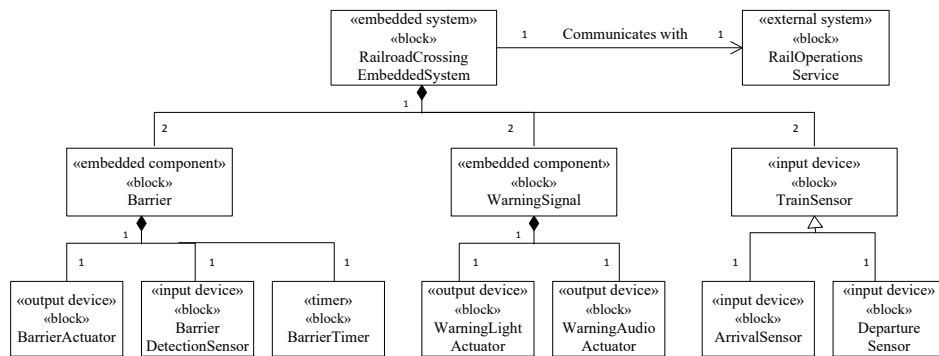 «embedded system»
«block»
RailroadCrossing
EmbeddedSystem
1
Communicates with
1
«external system»
«block»
RailOperations
Service
1
2
2
2
«embedded component»
«block»
Barrier
«embedded component»
«block»
WarningSignal
«input device»
«block»
TrainSensor
1
1
1
1
1
1
1
1
1
1
«output device»
«block»
BarrierActuator
«input device»
«block»
Barrier
DetectionSensor
«timer»
«block»
BarrierTimer
«output device»
«block»
WarningLight
Actuator
«output device»
«block»
WarningAudio
Actuator
«input device»
«block»
ArrivalSensor
«input device»
«block»
Departure
Sensor